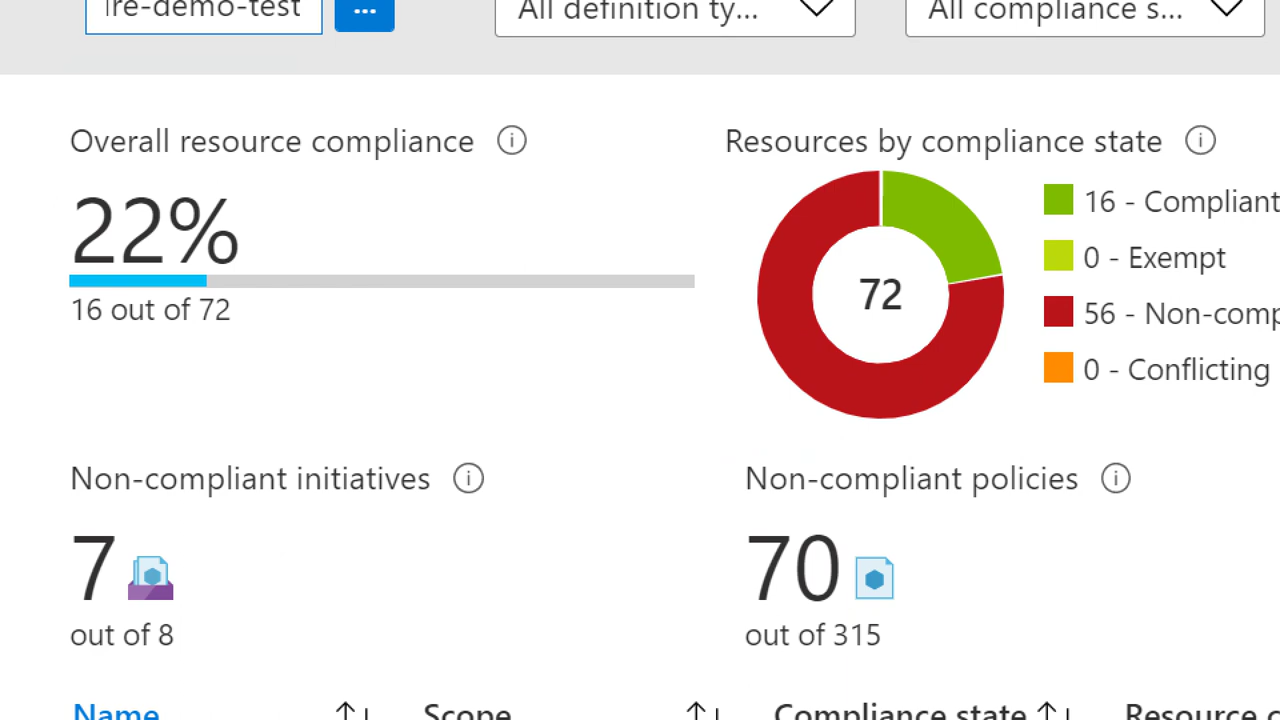 re-demo-test ... All definition ty... All compliance s...
Overall resource compliance
22%
16 out of 72
Resources by compliance state
72
16 - Compliant
0 - Exempt
56 - Non-comp
0 - Conflicting
Non-compliant initiatives
7
out of 8
Non-compliant policies
70
out of 315
Name Scope Compliance state Resource c